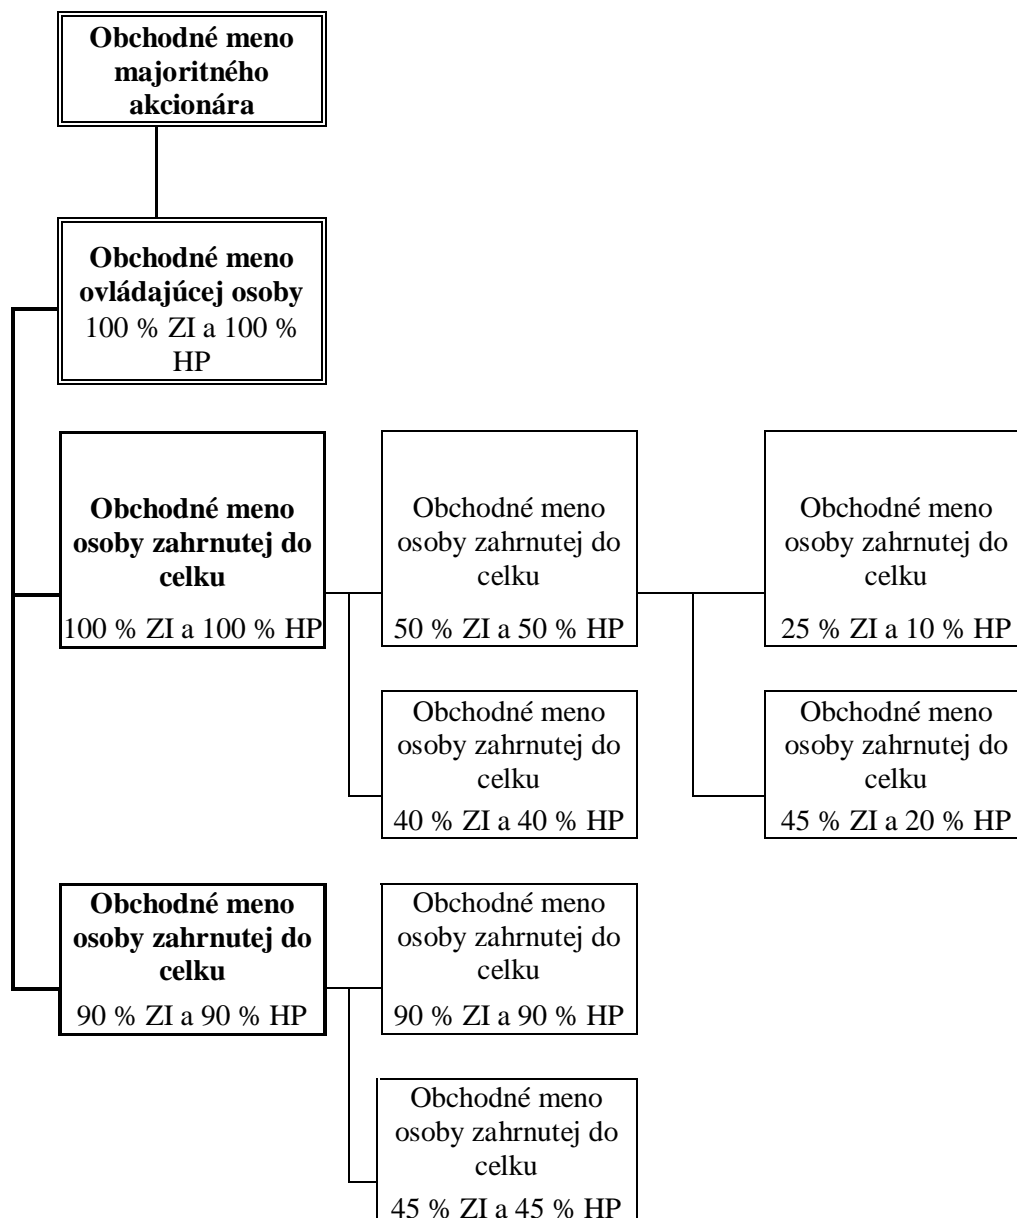 Obchodné meno
majoritného
akcionára
Obchodné meno
ovládajúcej osoby
100 % ZI a 100 %
HP
Obchodné meno
osoby zahrnutej do
celku
100 % ZI a 100 % HP
Obchodné meno
osoby zahrnutej do
celku
50 % ZI a 50 % HP
Obchodné meno
osoby zahrnutej do
celku
25 % ZI a 10 % HP
Obchodné meno
osoby zahrnutej do
celku
40 % ZI a 40 % HP
Obchodné meno
osoby zahrnutej do
celku
45 % ZI a 20 % HP
Obchodné meno
osoby zahrnutej do
celku
90 % ZI a 90 % HP
Obchodné meno
osoby zahrnutej do
celku
90 % ZI a 90 % HP
Obchodné meno
osoby zahrnutej do
celku
45 % ZI a 45 % HP